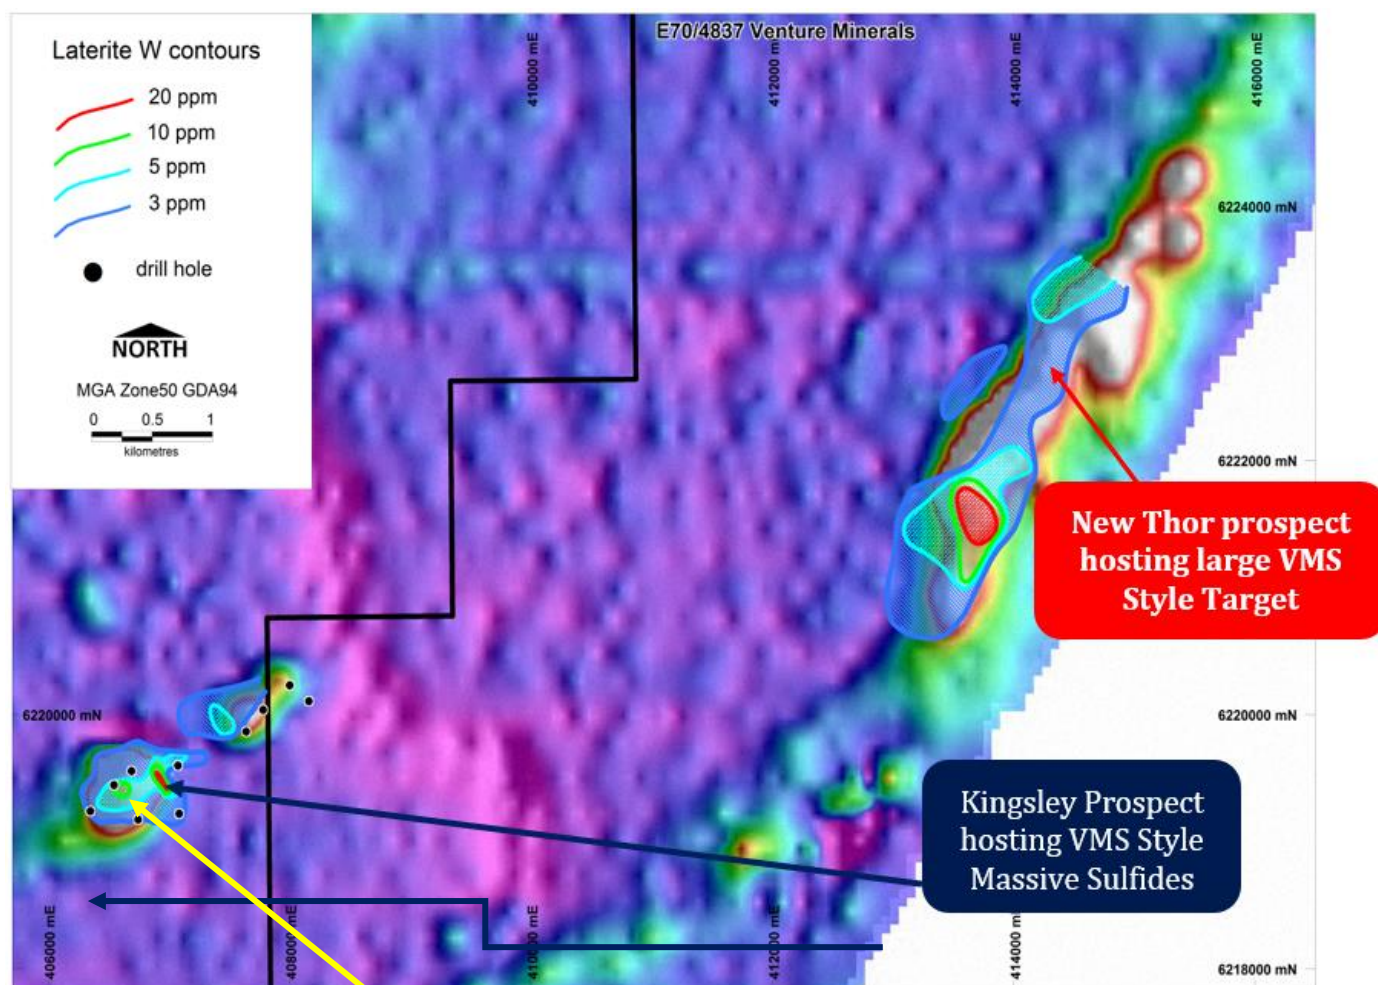 E70/4837 Venture Minerals
Laterite W contours
20 ppm
10 ppm
5 ppm
3 ppm
drill hole
NORTH
MGA Zone50 GDA94
0 0.5 1
kilometres
410000 mE
412000 mE
414000 mE
416000 mE
6224000 mN
6222000 mN
New Thor prospect
hosting large VMS
Style Target
6220000 mN
6220000 mN
Kingsley Prospect
hosting VMS Style
Massive Sulfides
406000 mE
408000 mE
410000 mE
412000 mE
414000 mE
6218000 mN